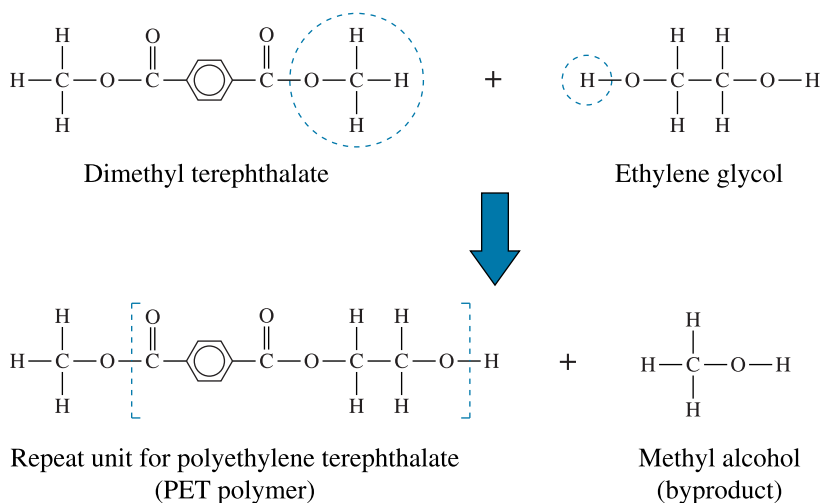 H O O H H H
H—C—O—C C—O—C—H + H—O—C—C—O—H
H H H H
Dimethyl terephthalate Ethylene glycol
H O O H H H
H—C—O—C C—O—C—C—O—H + H—C—O—H
H H H H
Repeat unit for polyethylene terephthalate Methyl alcohol
(PET polymer) (byproduct)